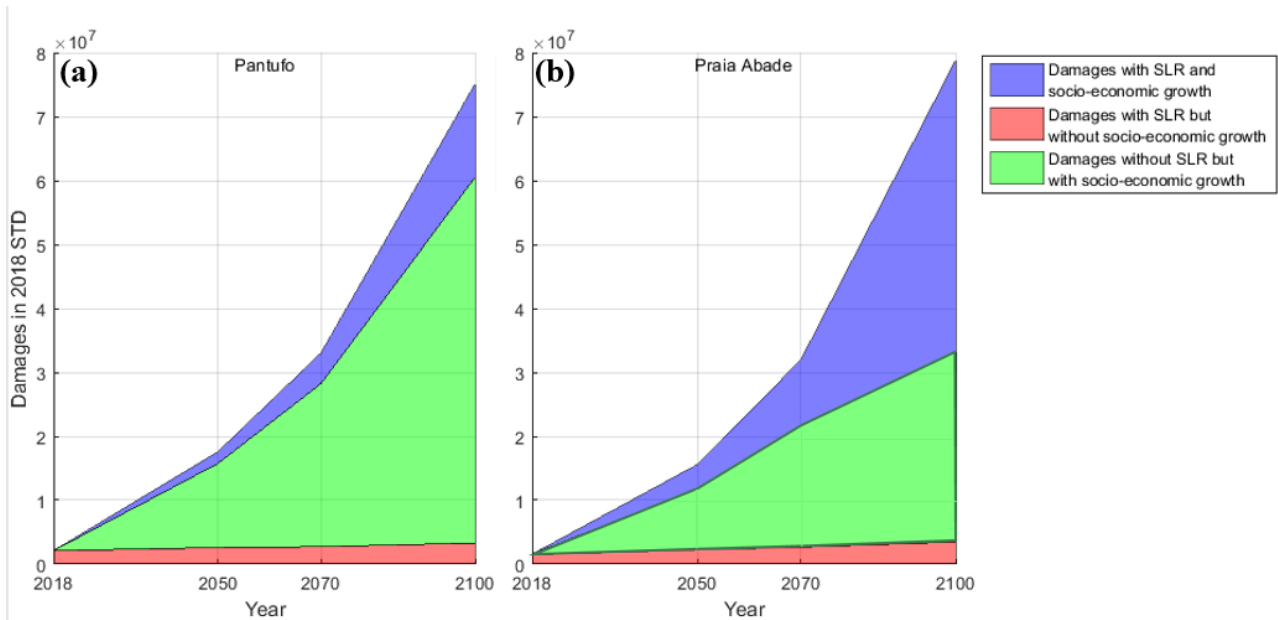 ×10⁷
(a)
Pantufo
8
7
6
5
4
3
2
1
0
Damages in 2018 STD
2018
2050
2070
2100
Year
×10⁷
(b)
Praia Abade
8
7
6
5
4
3
2
1
0
2018
2050
2070
2100
Year
Damages with SLR and
socio-economic growth
Damages with SLR but
without socio-economic growth
Damages without SLR but
with socio-economic growth